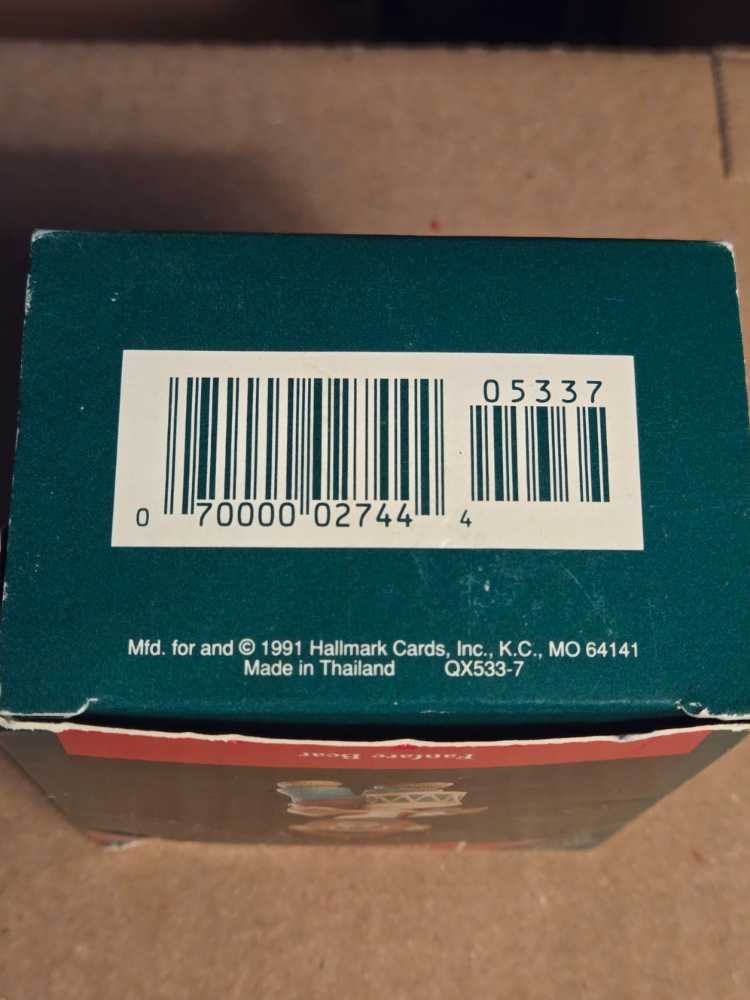 05337
0 70000 02744 4
Mfd. for and © 1991 Hallmark Cards, Inc., K.C., MO 64141
Made in Thailand QX533-7
Fanfare Bear